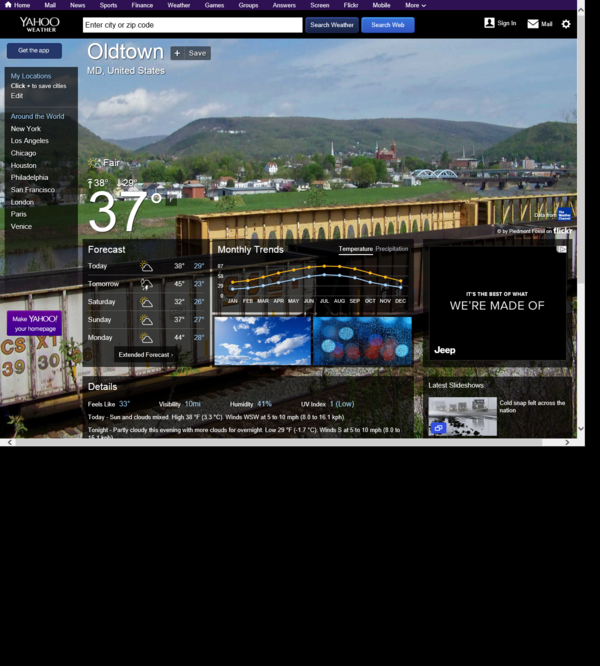 Home Mail News Sports Finance Weather Games Groups Answers Screen Flickr Mobile More
YAHOO
WEATHER
Enter city or zip code
Search Weather
Search Web
Sign In
Mail
Get the app
Oldtown
+ Save
MD, United States
My Locations
Click + to save cities
Edit
Around the World
New York
Los Angeles
Chicago
Houston
Philadelphia
San Francisco
London
Paris
Venice
Fair
38° 29°
37°
F
Data from
The Weather Channel
© by Piedmont Fossil on flickr
Forecast
Today 38° 29°
Tomorrow 45° 23°
Saturday 32° 26°
Sunday 37° 27°
Monday 44° 28°
Extended Forecast ›
Monthly Trends
Temperature Precipitation
87
58
29
0
JAN FEB MAR APR MAY JUN JUL AUG SEP OCT NOV DEC
IT'S THE BEST OF WHAT
WE'RE MADE OF
Jeep
Make YAHOO!
your homepage
CSXT
39 30
Details
Feels Like 33° Visibility 10mi Humidity 41% UV Index 1 (Low)
Today - Sun and clouds mixed. High 38 °F (3.3 °C). Winds WSW at 5 to 10 mph (8.0 to 16.1 kph).
Tonight - Partly cloudy this evening with more clouds for overnight. Low 29 °F (-1.7 °C). Winds S at 5 to 10 mph (8.0 to
16.1 kph).
Latest Slideshows
Cold snap felt across the
nation